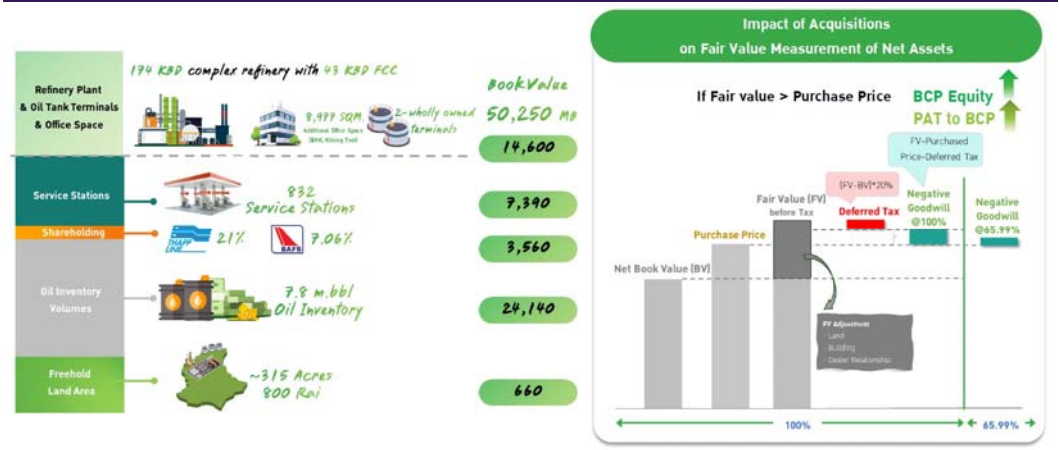 Refinery Plant
& Oil Tank Terminals
& Office Space
174 KBD complex refinery with 43 KBD FCC
8,977 SQM.
Additional Office Space
2-wholly owned
terminals
Book Value
50,250 MB
14,600
Service Stations
832
Service Stations
7,390
Shareholding
THAPP
LINE
21%
BAFS
7.06%
3,560
Oil Inventory
Volumes
7.8 m.bbl
Oil Inventory
24,140
Freehold
Land Area
~315 Acres
800 Rai
660
Impact of Acquisitions
on Fair Value Measurement of Net Assets
If Fair value > Purchase Price
BCP Equity
PAT to BCP
FV-Purchased
Price-Deferred Tax
(FV-BV)*20%
Fair Value (FV)
before Tax
Deferred Tax
Negative
Goodwill
@100%
Negative
Goodwill
@65.99%
Purchase Price
Net Book Value (BV)
FV Adjustment
- Land
- Building
- Dealer Relationship
100%
65.99%